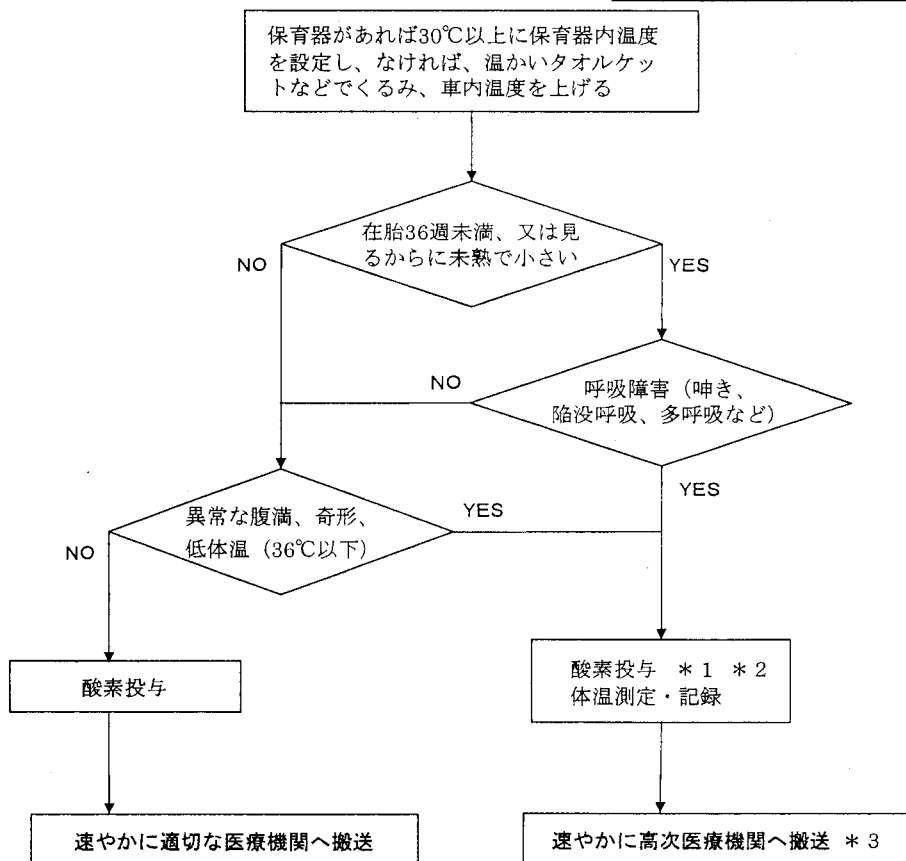 保育器があれば30℃以上に保育器内温度
を設定し、なければ、温かいタオルケッ
トなどでくるみ、車内温度を上げる
在胎36週未満、又は見
るからに未熟で小さい
NO
YES
呼吸障害（呻き、
陥没呼吸、多呼吸など）
NO
YES
異常な腹満、奇形、
低体温（36℃以下）
YES
NO
酸素投与
酸素投与 ＊1 ＊2
体温測定・記録
速やかに適切な医療機関へ搬送
速やかに高次医療機関へ搬送 ＊3